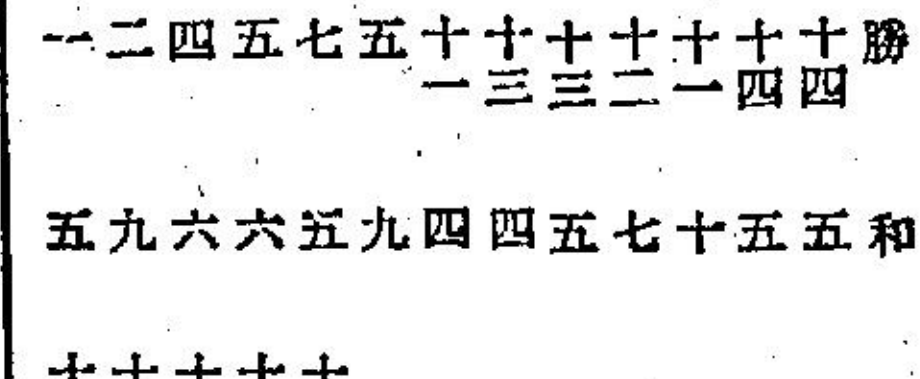 勝 和
十四 五
十四 五
十一 十
十二 七
十三 五
十三 四
十一 四
五 九
七 五
五 六
四 六
二 九
一 五